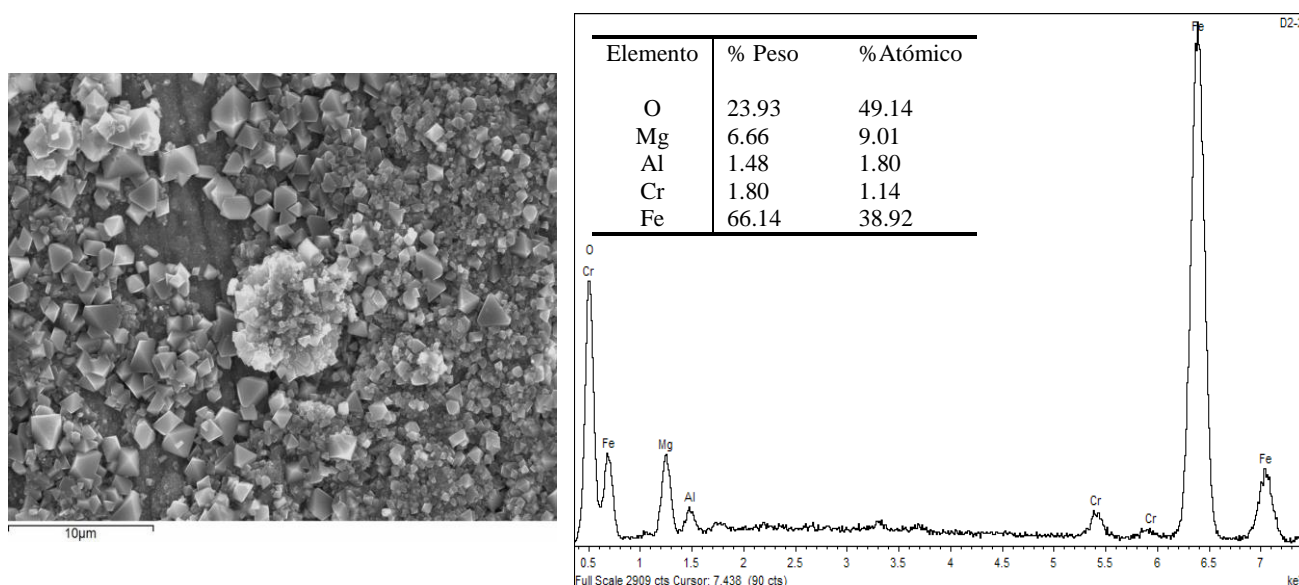 10µm
D2-2
Fe
Elemento % Peso %Atómico
O 23.93 49.14
Mg 6.66 9.01
Al 1.48 1.80
Cr 1.80 1.14
Fe 66.14 38.92
O
Cr
Fe
Mg
Al
Cr
Cr
Fe
0.5 1 1.5 2 2.5 3 3.5 4 4.5 5 5.5 6 6.5 7
Full Scale 2909 cts Cursor: 7.438 (90 cts)